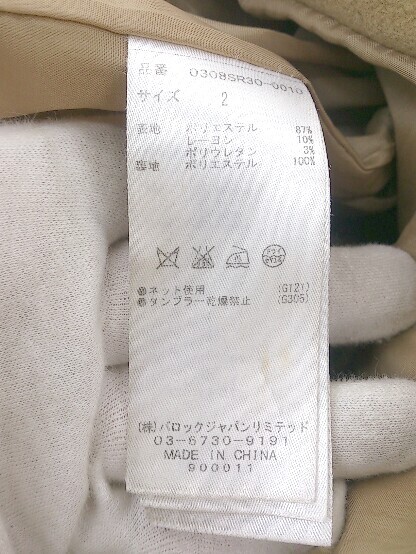 品番 0308SR30-0010
サイズ 2
表地 ポリエステル 87%
レーヨン 10%
ポリウレタン 3%
裏地 ポリエステル 100%
ネット使用 (G121)
タンブラー乾燥禁止 (G305)
(株)バロックジャパンリミテッド
03-6730-9191
MADE IN CHINA
900011